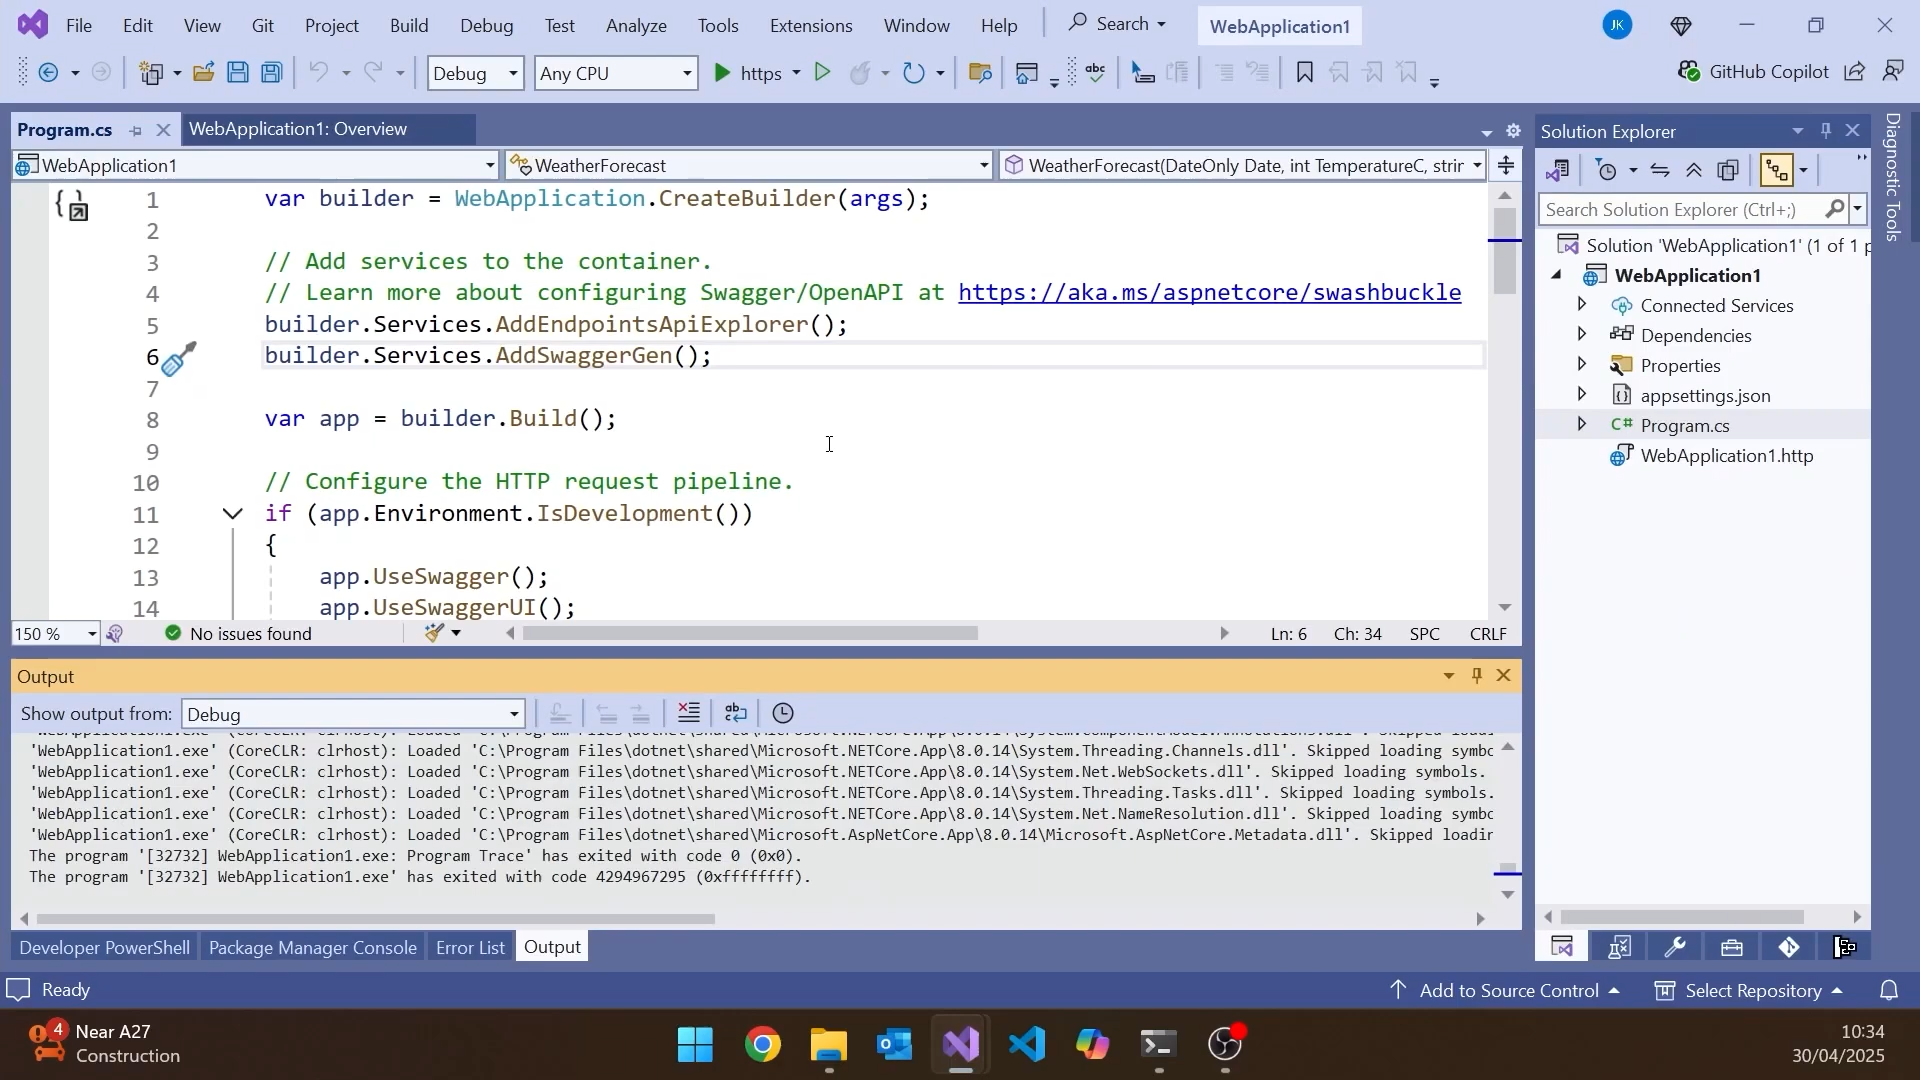 File Edit View Git Project Build Debug Test Analyze Tools Extensions Window Help Search WebApplication1 JK
Debug Any CPU https abc GitHub Copilot
Program.cs WebApplication1: Overview
WebApplication1 WeatherForecast WeatherForecast(DateOnly Date, int TemperatureC, strir
1 var builder = WebApplication.CreateBuilder(args);
2
3 // Add services to the container.
4 // Learn more about configuring Swagger/OpenAPI at https://aka.ms/aspnetcore/swashbuckle
5 builder.Services.AddEndpointsApiExplorer();
6 builder.Services.AddSwaggerGen();
7
8 var app = builder.Build();
9
10 // Configure the HTTP request pipeline.
11 if (app.Environment.IsDevelopment())
12 {
13 app.UseSwagger();
14 app.UseSwaggerUI();
150 % No issues found Ln: 6 Ch: 34 SPC CRLF
Output
Show output from: Debug
'WebApplication1.exe' (CoreCLR: clrhost): Loaded 'C:\Program Files\dotnet\shared\Microsoft.NETCore.App\8.0.14\System.Threading.Channels.dll'. Skipped loading symbo
'WebApplication1.exe' (CoreCLR: clrhost): Loaded 'C:\Program Files\dotnet\shared\Microsoft.NETCore.App\8.0.14\System.Net.WebSockets.dll'. Skipped loading symbols.
'WebApplication1.exe' (CoreCLR: clrhost): Loaded 'C:\Program Files\dotnet\shared\Microsoft.NETCore.App\8.0.14\System.Threading.Tasks.dll'. Skipped loading symbols.
'WebApplication1.exe' (CoreCLR: clrhost): Loaded 'C:\Program Files\dotnet\shared\Microsoft.NETCore.App\8.0.14\System.Net.NameResolution.dll'. Skipped loading symbo
'WebApplication1.exe' (CoreCLR: clrhost): Loaded 'C:\Program Files\dotnet\shared\Microsoft.AspNetCore.App\8.0.14\Microsoft.AspNetCore.Metadata.dll'. Skipped loadin
The program '[32732] WebApplication1.exe: Program Trace' has exited with code 0 (0x0).
The program '[32732] WebApplication1.exe' has exited with code 4294967295 (0xffffffff).
Developer PowerShell Package Manager Console Error List Output
Solution Explorer
Search Solution Explorer (Ctrl+;)
Solution 'WebApplication1' (1 of 1 p
WebApplication1
Connected Services
Dependencies
Properties
appsettings.json
C# Program.cs
WebApplication1.http
Diagnostic Tools
Ready Add to Source Control Select Repository
4 Near A27
Construction
10:34
30/04/2025